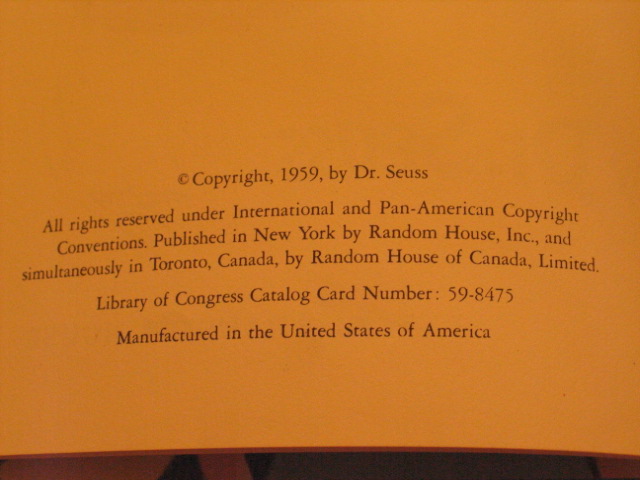 © Copyright, 1959, by Dr. Seuss
All rights reserved under International and Pan-American Copyright
Conventions. Published in New York by Random House, Inc., and
simultaneously in Toronto, Canada, by Random House of Canada, Limited.
Library of Congress Catalog Card Number: 59-8475
Manufactured in the United States of America